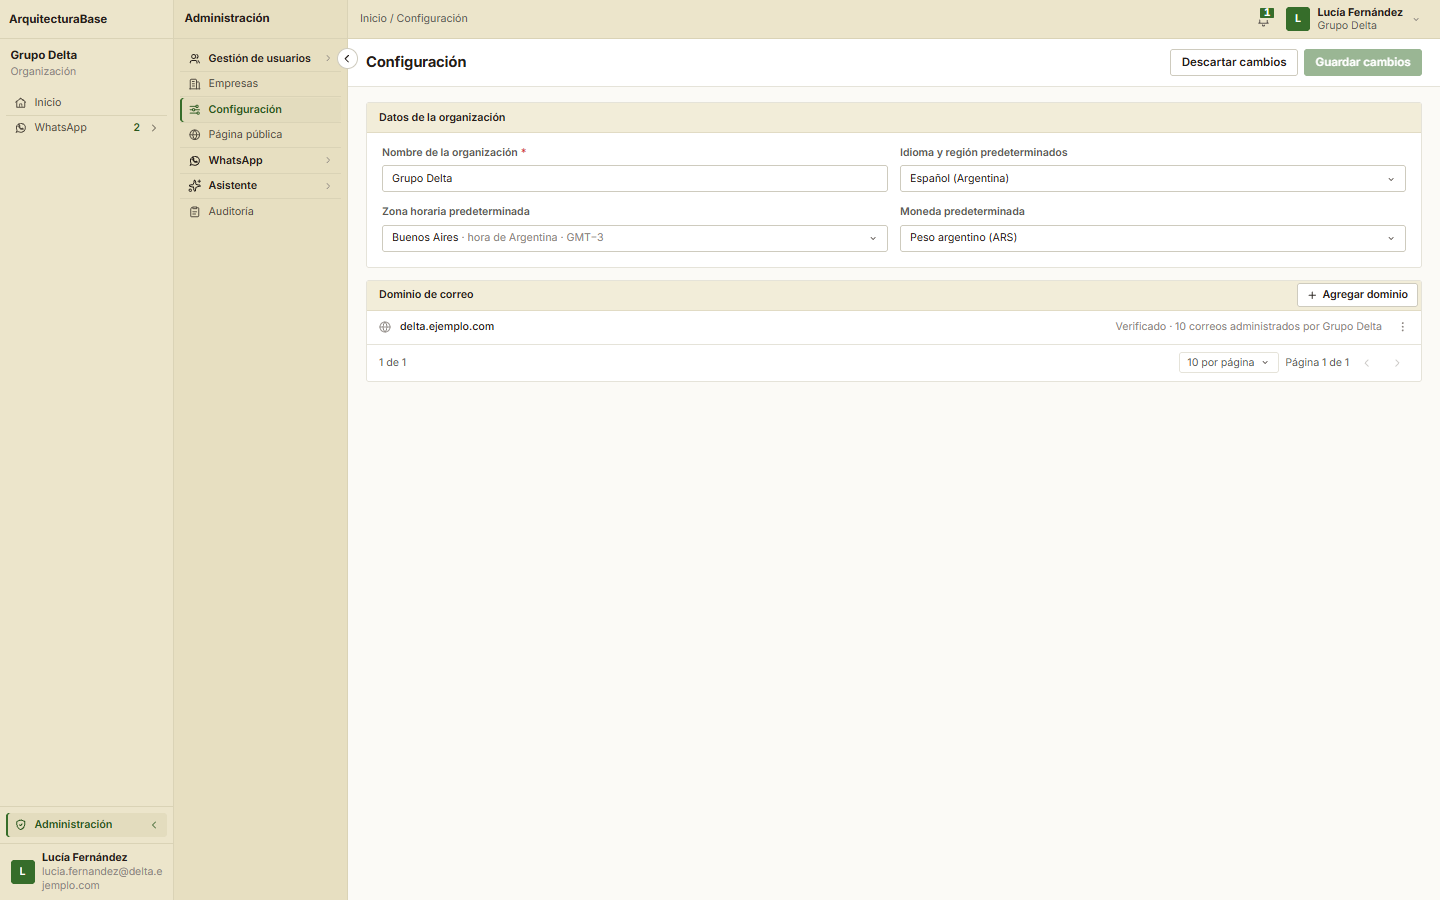 ArquitecturaBase
Grupo Delta
Organización
Inicio
WhatsApp 2
Administración
Lucía Fernández
L
lucia.fernandez@delta.e
jemplo.com
Administración
Gestión de usuarios
Empresas
Configuración
Página pública
WhatsApp
Asistente
Auditoría
Inicio / Configuración
1
L
Lucía Fernández
Grupo Delta
Configuración
Descartar cambios
Guardar cambios
Datos de la organización
Nombre de la organización *
Grupo Delta
Idioma y región predeterminados
Español (Argentina)
Zona horaria predeterminada
Buenos Aires · hora de Argentina · GMT−3
Moneda predeterminada
Peso argentino (ARS)
Dominio de correo
Agregar dominio
delta.ejemplo.com
Verificado · 10 correos administrados por Grupo Delta
1 de 1
10 por página
Página 1 de 1